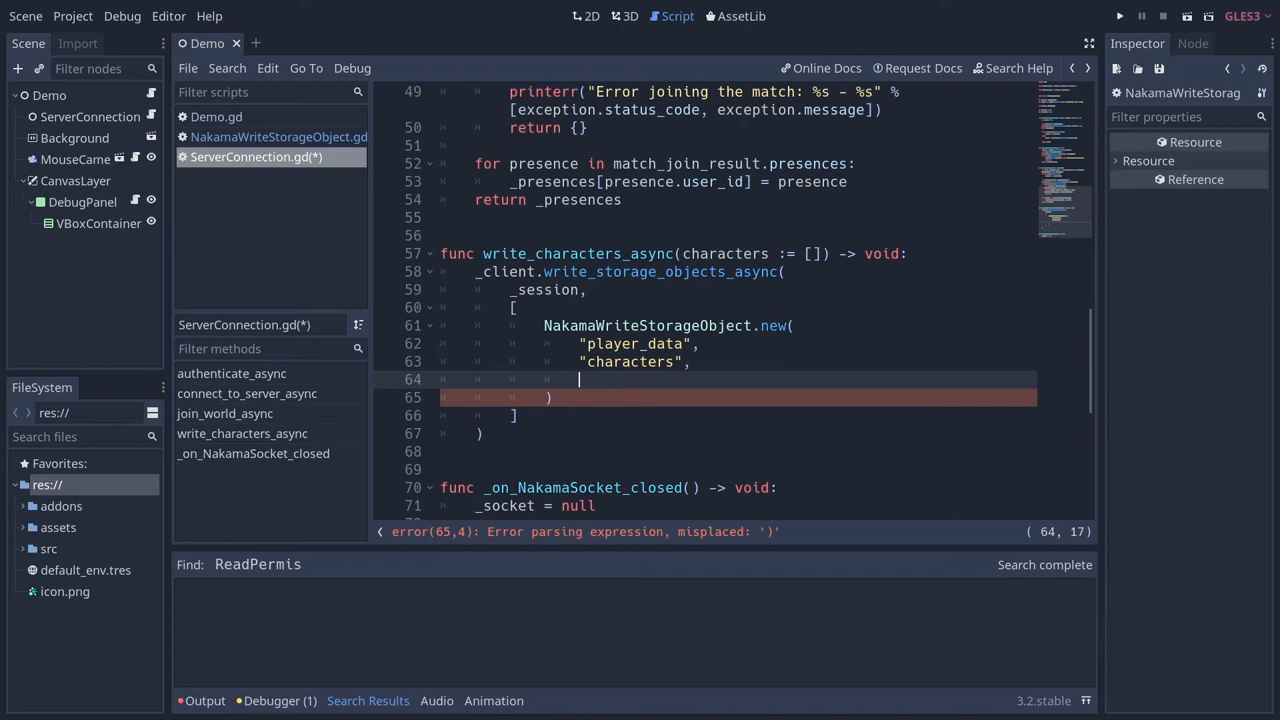 Scene Project Debug Editor Help
2D 3D Script AssetLib
GLES3
Scene Import
Filter nodes
Demo
ServerConnection
Background
MouseCame
CanvasLayer
DebugPanel
VBoxContainer
FileSystem
res://
Search files
Favorites:
res://
addons
assets
src
default_env.tres
icon.png
Demo
File Search Edit Go To Debug
Online Docs Request Docs Search Help
Filter scripts
Demo.gd
NakamaWriteStorageObject.gd
ServerConnection.gd(*)
ServerConnection.gd(*)
Filter methods
authenticate_async
connect_to_server_async
join_world_async
write_characters_async
_on_NakamaSocket_closed
49 printerr("Error joining the match: %s - %s" %
[exception.status_code, exception.message])
50 return {}
51
52 for presence in match_join_result.presences:
53 _presences[presence.user_id] = presence
54 return _presences
55
56
57 func write_characters_async(characters := []) -> void:
58 _client.write_storage_objects_async(
59 _session,
60 [
61 NakamaWriteStorageObject.new(
62 "player_data",
63 "characters",
64
65 )
66 ]
67 )
68
69
70 func _on_NakamaSocket_closed() -> void:
71 _socket = null
error(65,4): Error parsing expression, misplaced: ')'
( 64, 17)
Find: ReadPermis
Search complete
Output Debugger (1) Search Results Audio Animation
3.2.stable
Inspector Node
NakamaWriteStorag
Filter properties
Resource
Resource
Reference